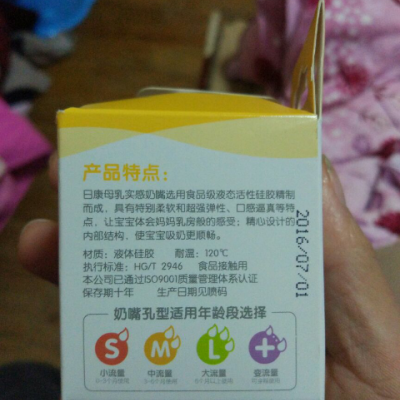 产品特点:
日康母乳实感奶嘴选用食品级液态活性硅胶精制
而成,具有特别柔软和超强弹性、口感逼真等特
点,让宝宝体会妈妈乳房般的感受;精心设计的
内部结构,使宝宝吸奶更顺畅。
材质:液体硅胶 耐温:120℃
执行标准:HG/T 2946 食品接触用
本公司已通过ISO9001质量管理体系认证
保存期十年 生产日期见喷码
2016/07/01
奶嘴孔型适用年龄段选择
S M L +
小流量 中流量 大流量 变流量